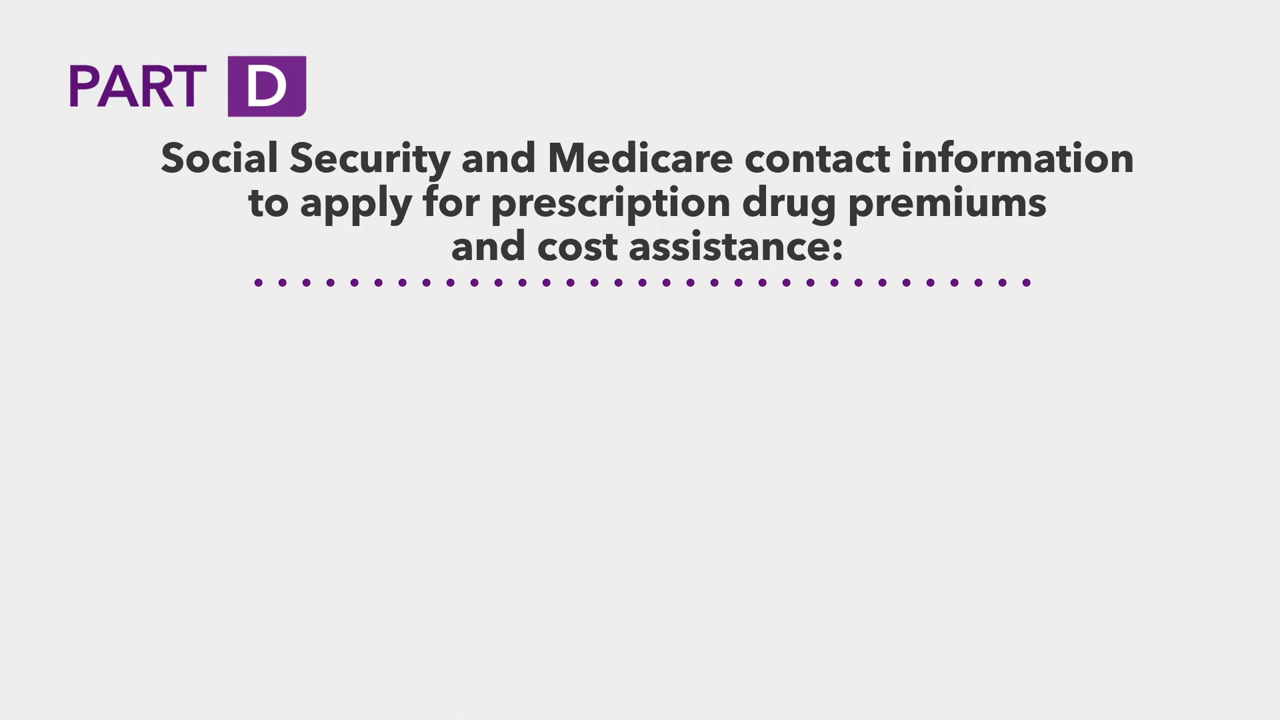 PART D
Social Security and Medicare contact information
to apply for prescription drug premiums
and cost assistance: